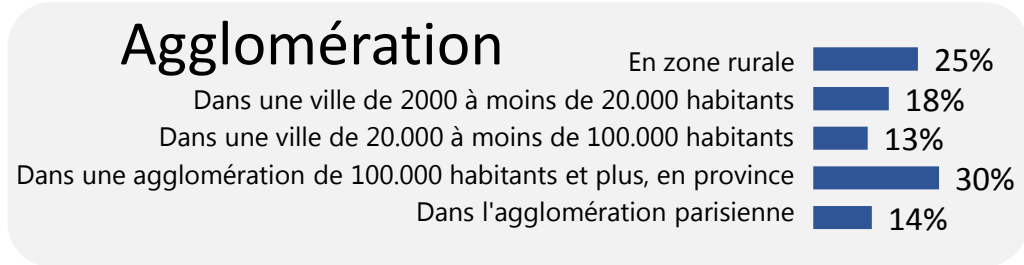 Agglomération
En zone rurale 25%
Dans une ville de 2000 à moins de 20.000 habitants 18%
Dans une ville de 20.000 à moins de 100.000 habitants 13%
Dans une agglomération de 100.000 habitants et plus, en province 30%
Dans l'agglomération parisienne 14%